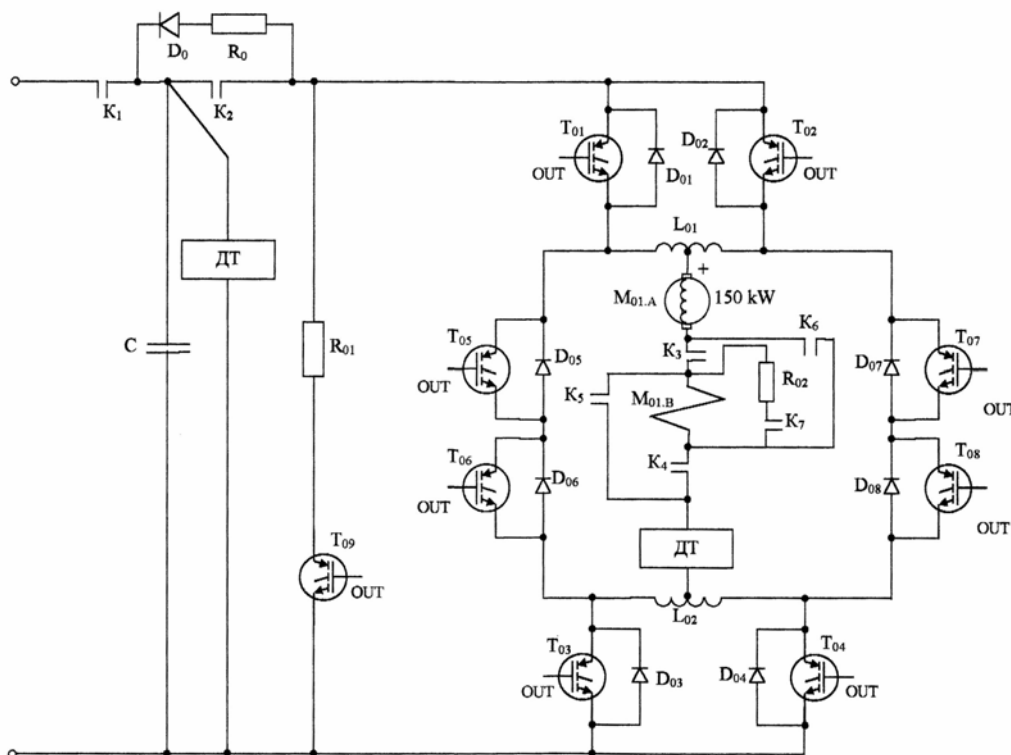 D₀
R₀
K₁
K₂
T₀₁
D₀₂
T₀₂
OUT
D₀₁
OUT
L₀₁
ДТ
+
M₀₁.ₐ
150 kW
K₆
T₀₅
C
R₀₁
D₀₅
K₃
D₀₇
T₀₇
R₀₂
OUT
K₅
M₀₁.B
K₇
OUT
T₀₆
K₄
T₀₈
D₀₆
D₀₈
OUT
OUT
T₀₉
ДТ
OUT
L₀₂
T₀₃
T₀₄
D₀₃
D₀₄
OUT
OUT